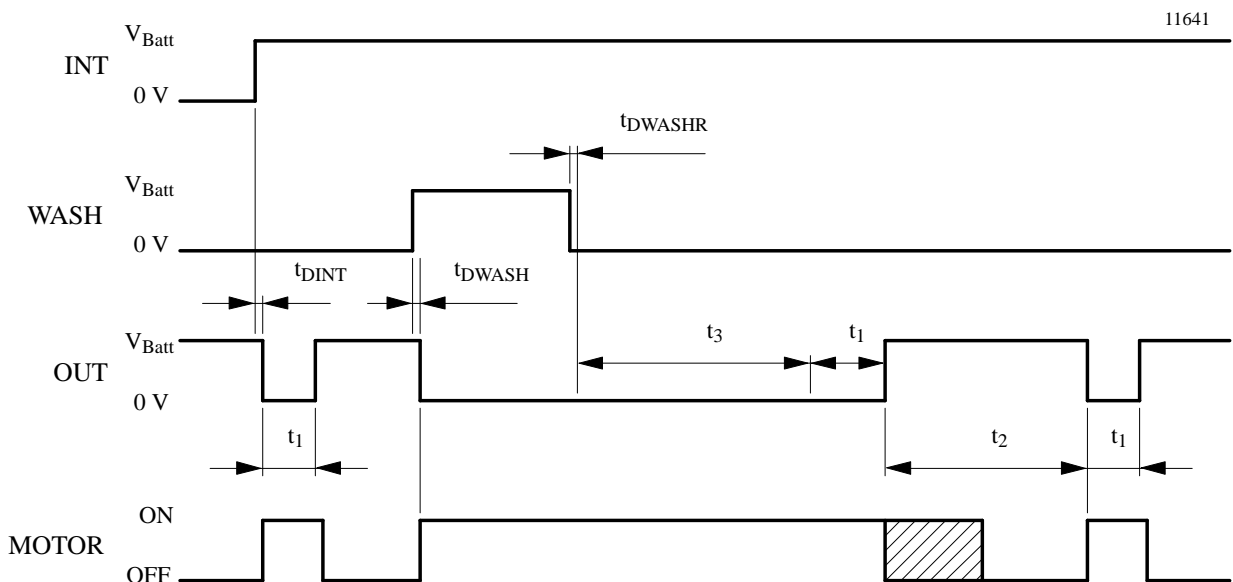 11641
V_Batt
INT
0 V
t_DWASHR
V_Batt
WASH
0 V
t_DINT
t_DWASH
V_Batt
t_3
t_1
OUT
0 V
t_1
t_2
t_1
ON
MOTOR
OFF